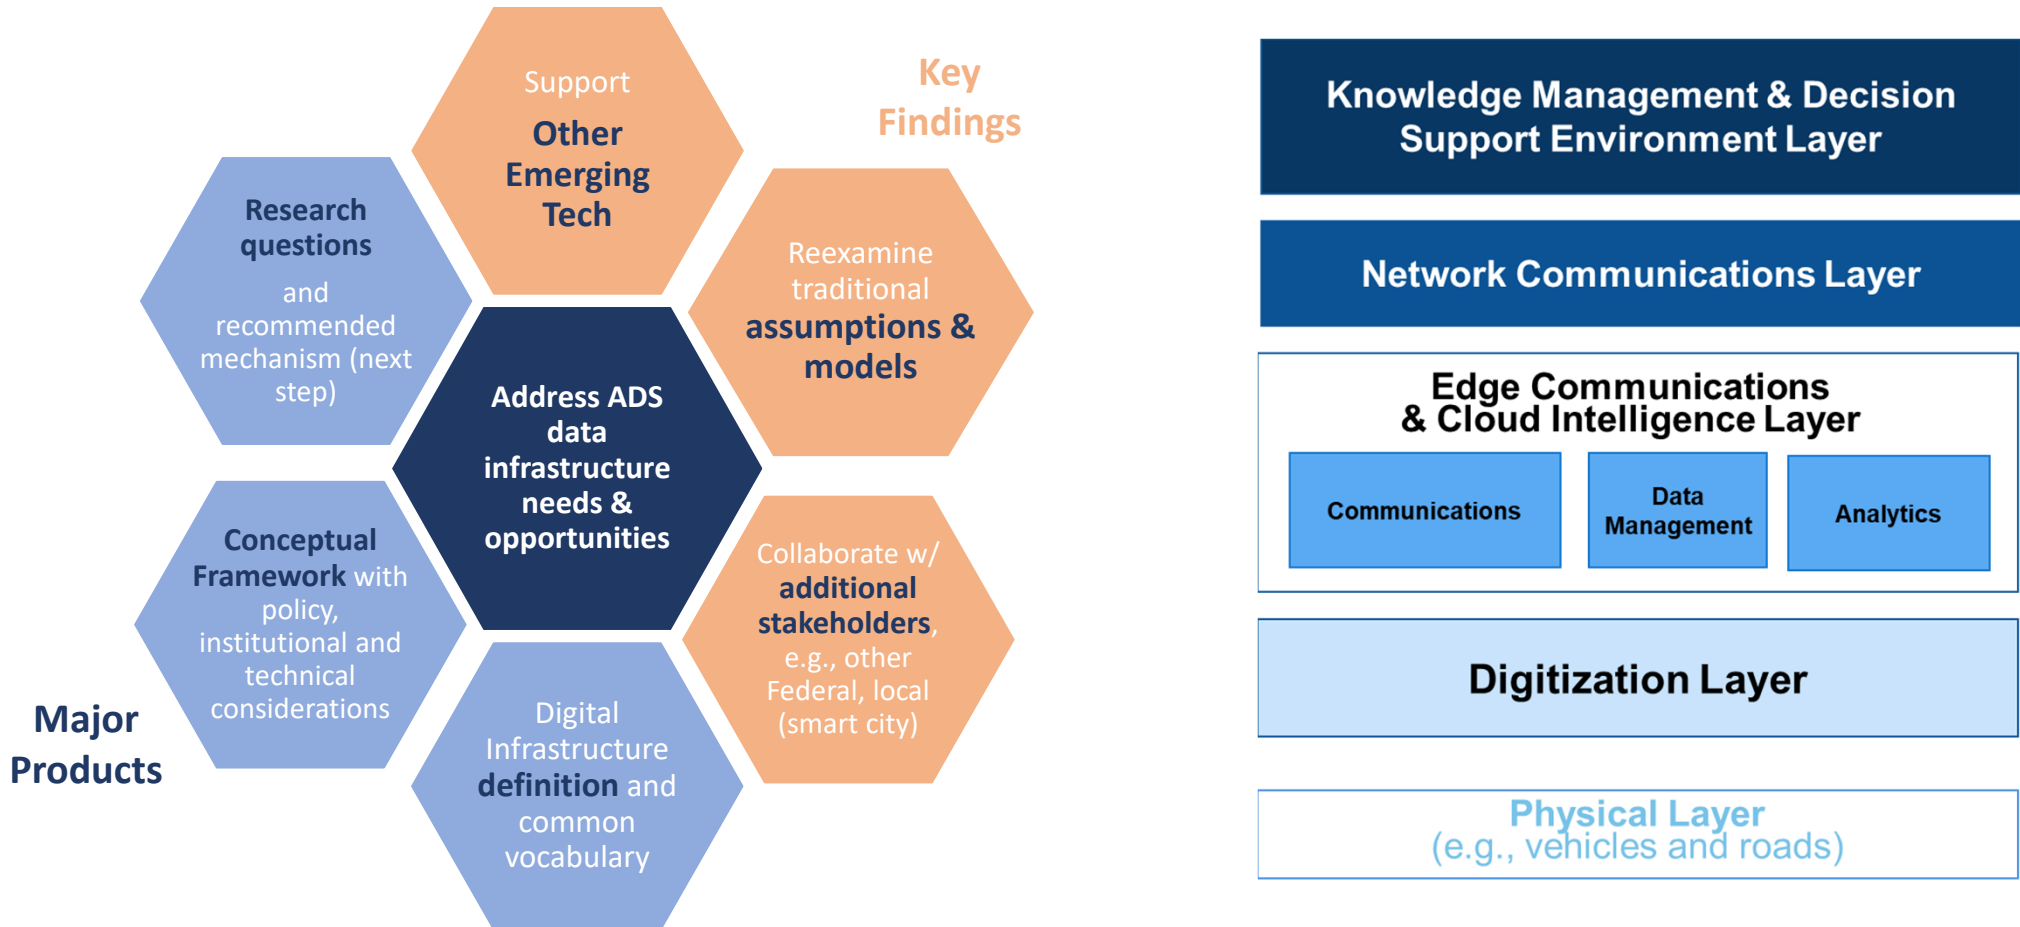 Support
Other
Emerging
Tech
Key
Findings
Research
questions
and
recommended
mechanism (next
step)
Reexamine
traditional
assumptions &
models
Address ADS
data
infrastructure
needs &
opportunities
Conceptual
Framework with
policy,
institutional and
technical
considerations
Collaborate w/
additional
stakeholders,
e.g., other
Federal, local
(smart city)
Major
Products
Digital
Infrastructure
definition and
common
vocabulary
Knowledge Management & Decision
Support Environment Layer
Network Communications Layer
Edge Communications
& Cloud Intelligence Layer
Communications
Data
Management
Analytics
Digitization Layer
Physical Layer
(e.g., vehicles and roads)